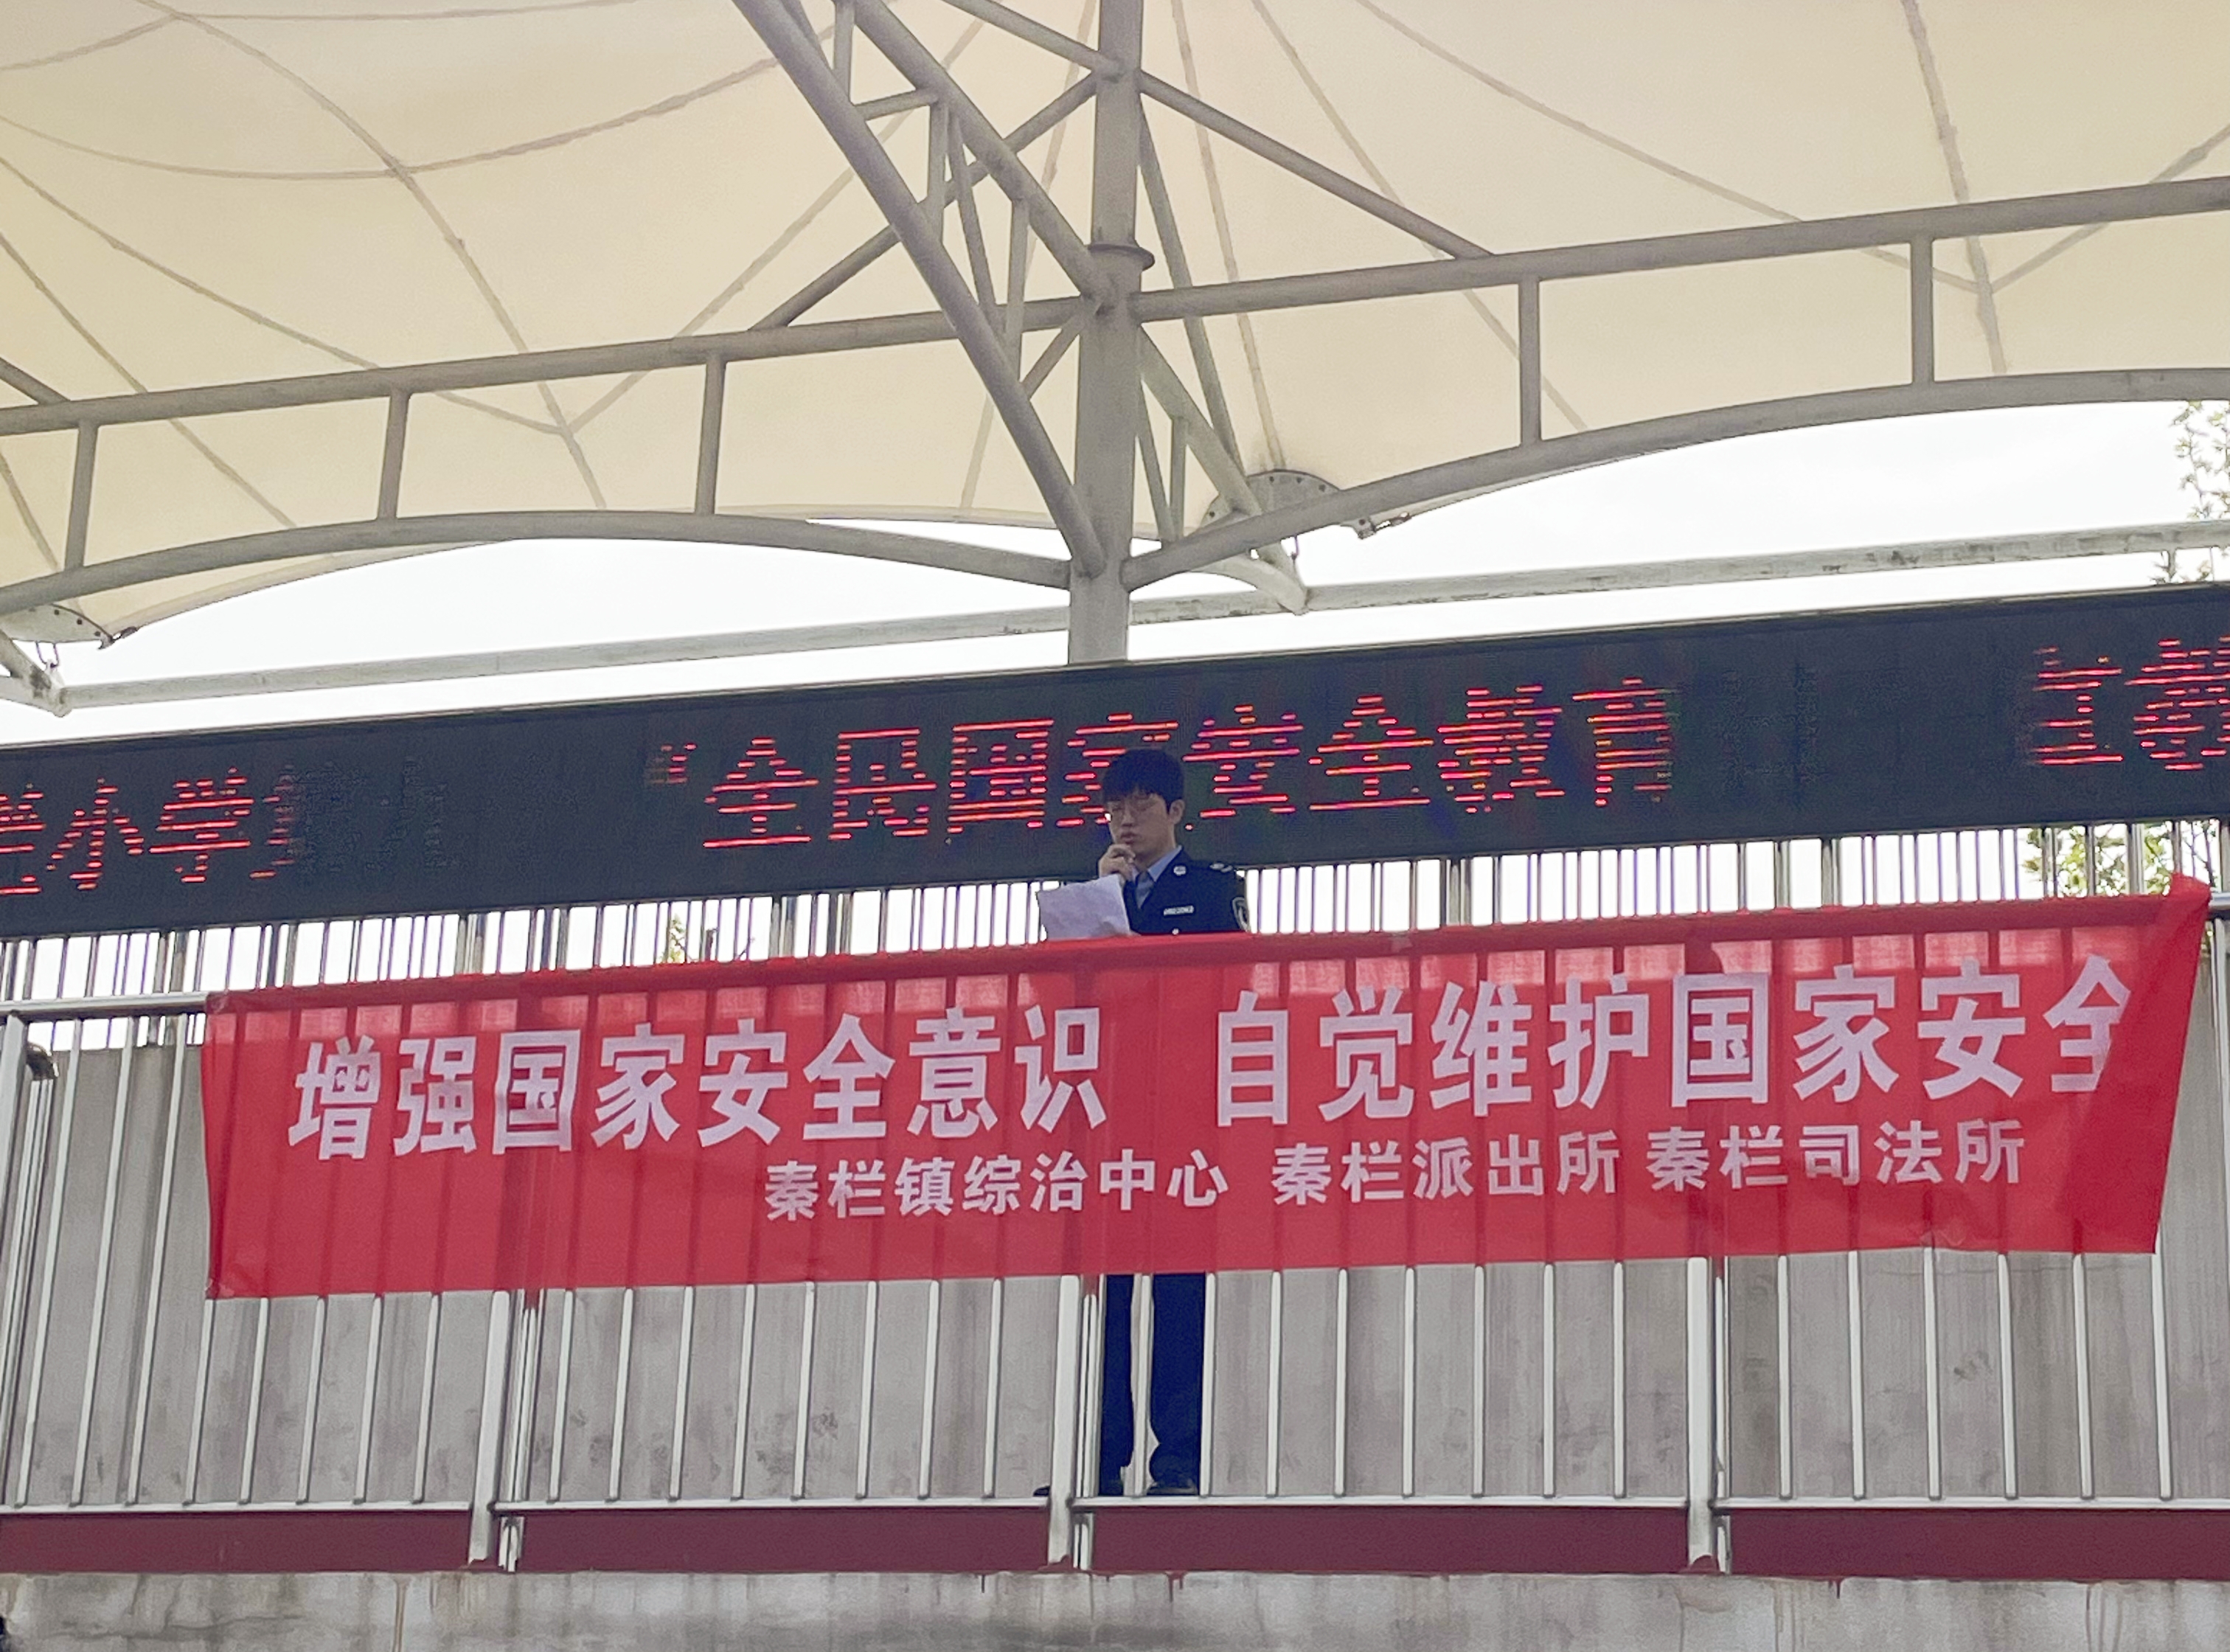 小学 "全民国家安全教育
增强国家安全意识 自觉维护国家安全
秦栏镇综治中心 秦栏派出所 秦栏司法所